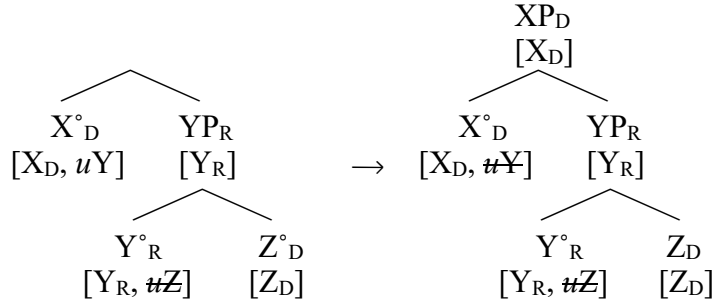 XP_D
[X_D]
X°_D YP_R X°_D YP_R
[X_D, uY] [Y_R] → [X_D, uY] [Y_R]
Y°_R Z°_D Y°_R Z_D
[Y_R, uZ] [Z_D] [Y_R, uZ] [Z_D]